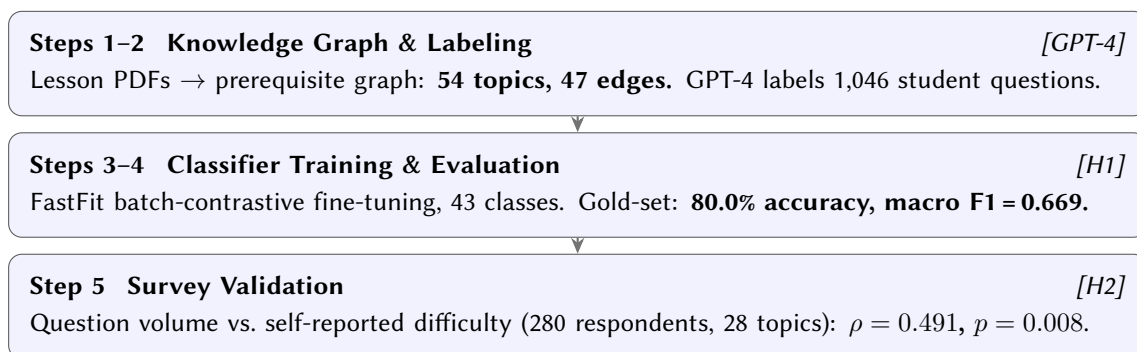 Steps 1–2 Knowledge Graph & Labeling [GPT-4]
Lesson PDFs → prerequisite graph: 54 topics, 47 edges. GPT-4 labels 1,046 student questions.
Steps 3–4 Classifier Training & Evaluation [H1]
FastFit batch-contrastive fine-tuning, 43 classes. Gold-set: 80.0% accuracy, macro F1 = 0.669.
Step 5 Survey Validation [H2]
Question volume vs. self-reported difficulty (280 respondents, 28 topics): ρ = 0.491, p = 0.008.